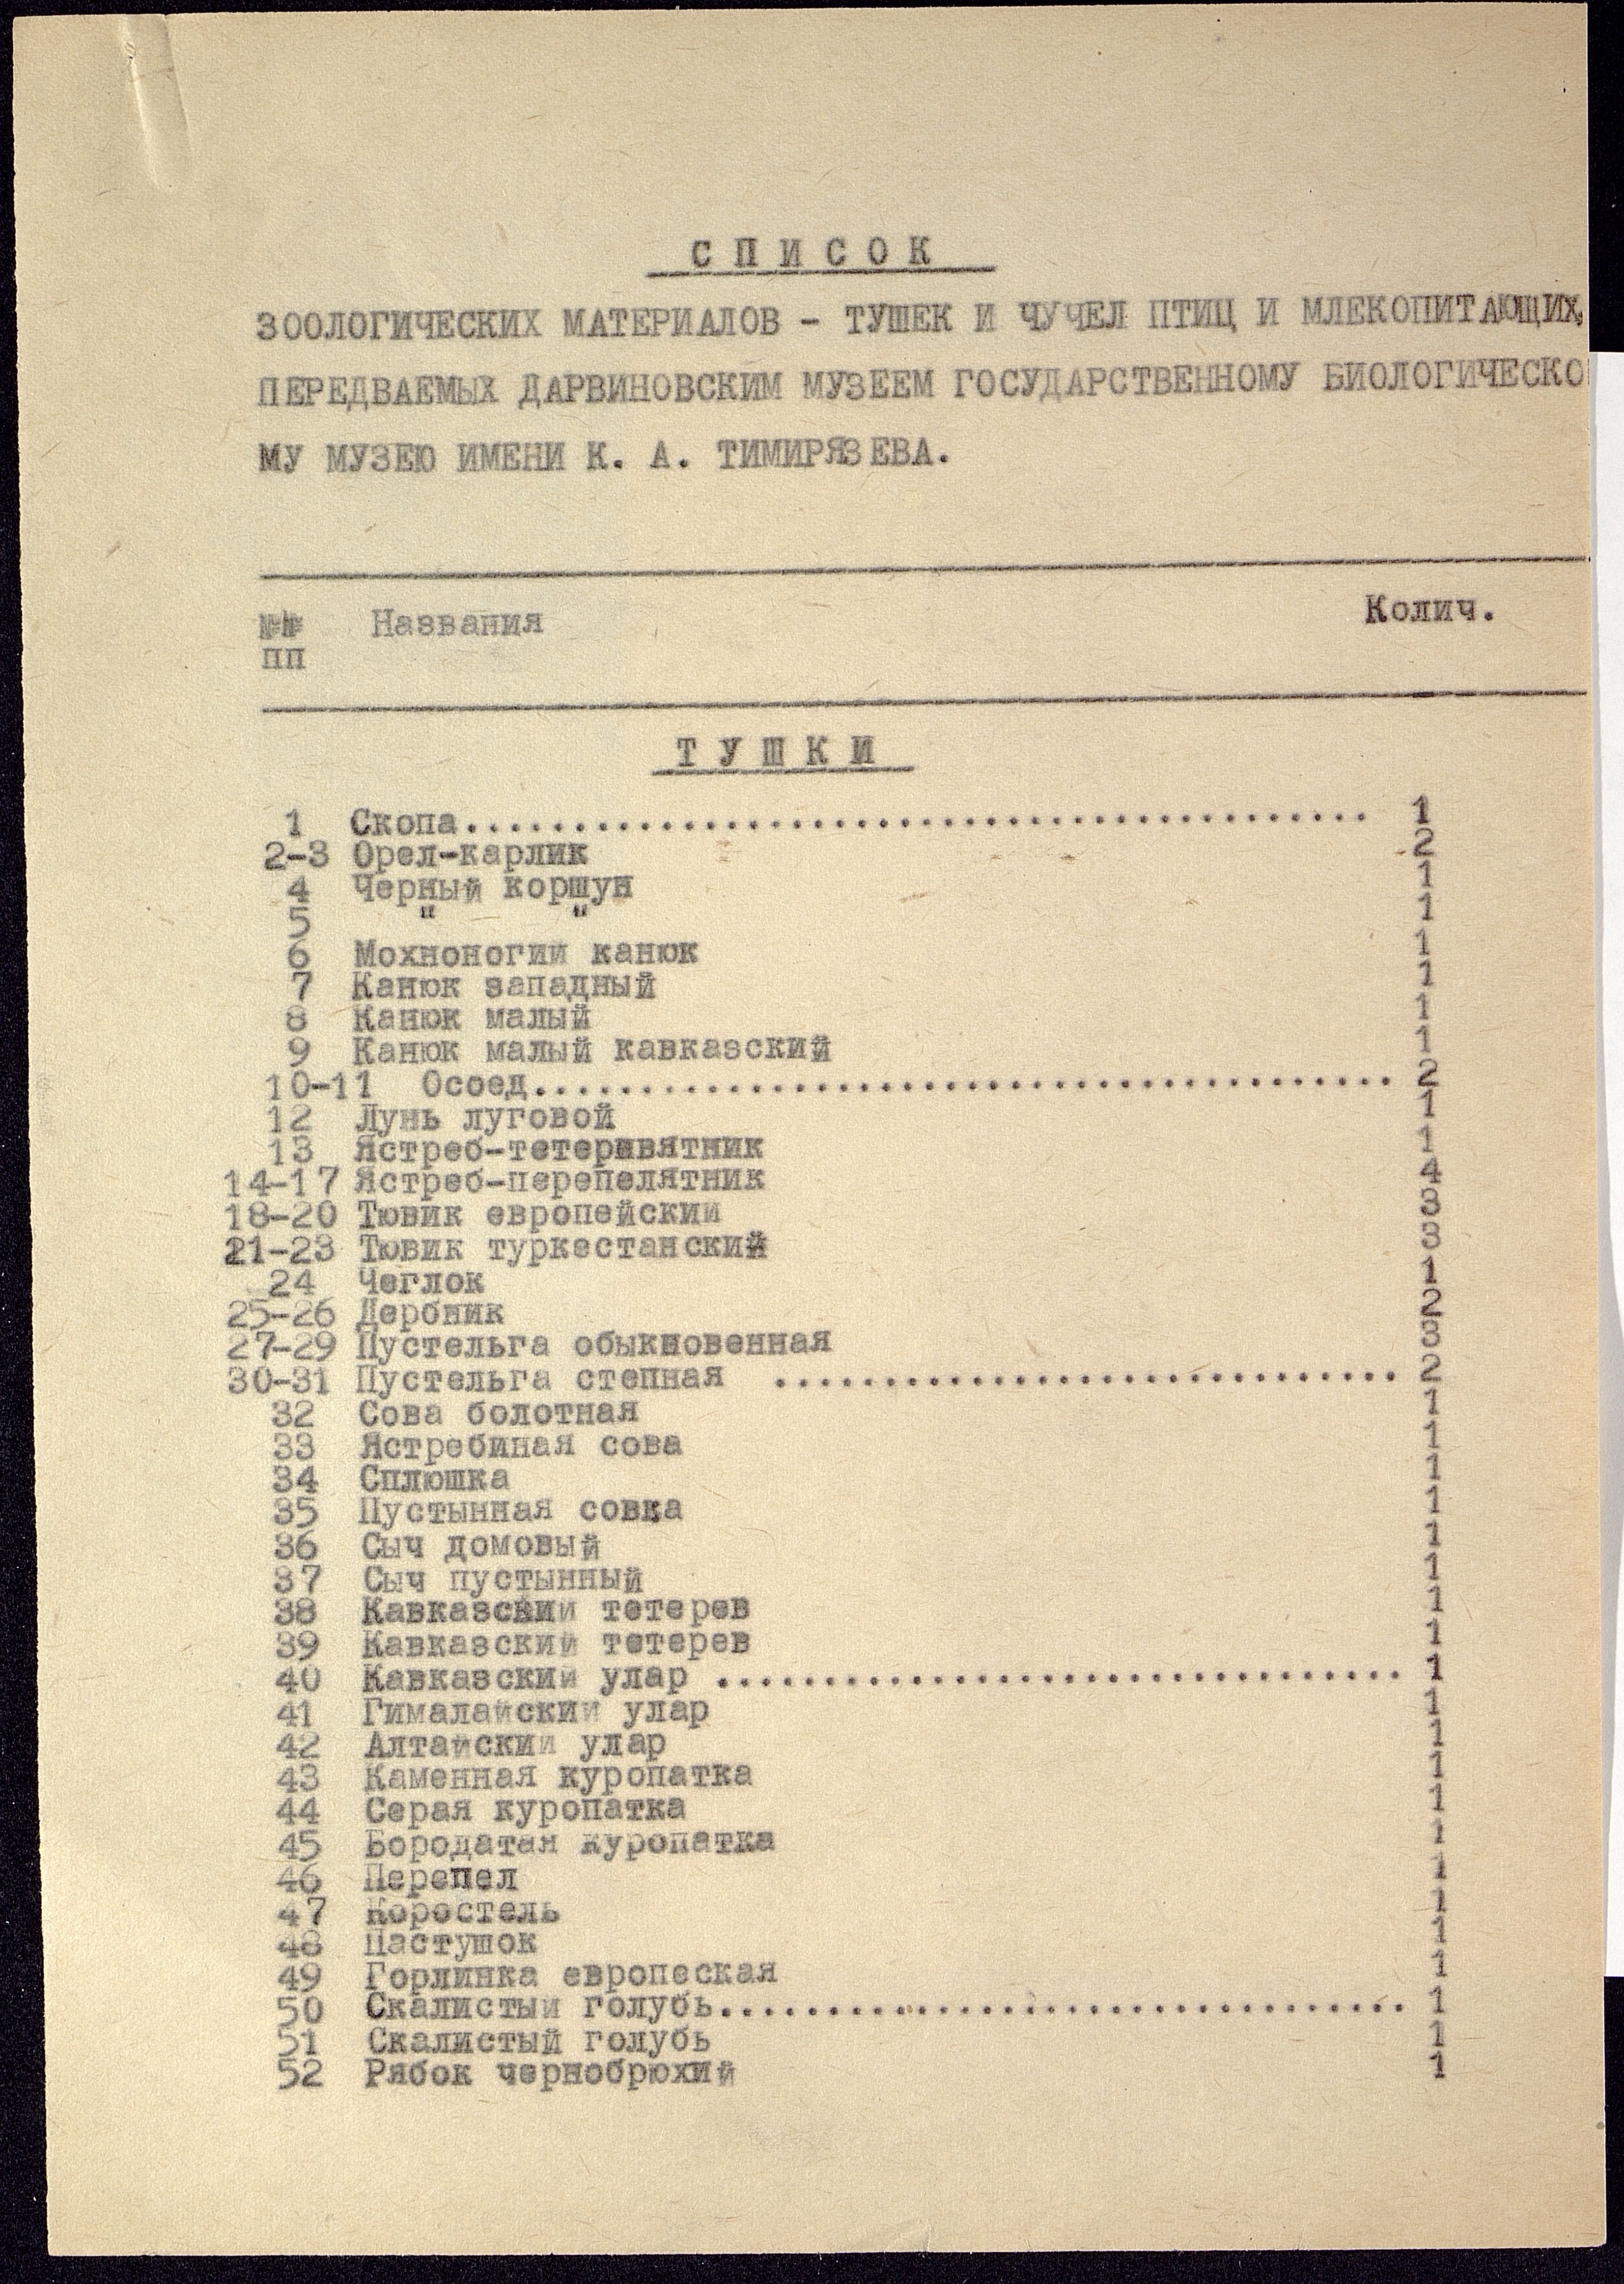 СПИСОК
ЗООЛОГИЧЕСКИХ МАТЕРИАЛОВ - ТУШЕК И ЧУЧЕЛ ПТИЦ И МЛЕКОПИТАЮЩИХ,
ПЕРЕДВАЕМЫХ ДАРВИНОВСКИМ МУЗЕЕМ ГОСУДАРСТВЕННОМУ БИОЛОГИЧЕСКО
МУ МУЗЕЮ ИМЕНИ К. А. ТИМИРЯЗЕВА.
№№ Названия Колич.
пп
ТУШКИ
1 Скопа.......................................... 1
2-3 Орел-карлик 2
4 Черный коршун 1
5 " " 1
6 Мохноногий канюк 1
7 Канюк западный 1
8 Канюк малый 1
9 Канюк малый кавказский 1
10-11 Осоед........................................ 2
12 Лунь луговой 1
13 Ястреб-тетеревятник 1
14-17 Ястреб-перепелятник 4
18-20 Тювик европейский 3
21-23 Тювик туркестанский 3
24 Чеглок 1
25-26 Дербник 2
27-29 Пустельга обыкновенная 3
30-31 Пустельга степная ............................. 2
32 Сова болотная 1
33 Ястребиная сова 1
34 Сплюшка 1
35 Пустынная совка 1
36 Сыч домовый 1
37 Сыч пустынный 1
38 Кавказский тетерев 1
39 Кавказский тетерев 1
40 Кавказский улар ................................ 1
41 Гималайский улар 1
42 Алтайский улар 1
43 Каменная куропатка 1
44 Серая куропатка 1
45 Бородатая куропатка 1
46 Перепел 1
47 Коростель 1
48 Пастушок 1
49 Горлинка европеская 1
50 Скалистый голубь................................ 1
51 Скалистый голубь 1
52 Рябок чернобрюхий 1